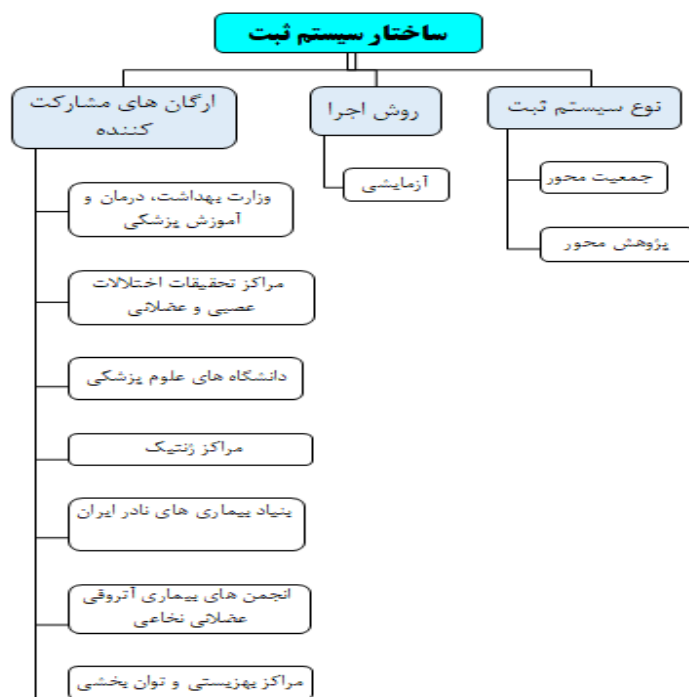 ساختار سیستم ثبت
نوع سیستم ثبت
جمعیت محور
پژوهش محور
روش اجرا
آزمایشی
ارگان های مشارکت
کننده
وزارت بهداشت، درمان و
آموزش پزشکی
مراکز تحقیقات اختلالات
عصبی و عضلانی
دانشگاه های علوم پزشکی
مراکز ژنتیک
بنیاد بیماری های نادر ایران
انجمن های بیماری آتروفی
عضلانی نخاعی
مراکز بهزیستی و توان بخشی